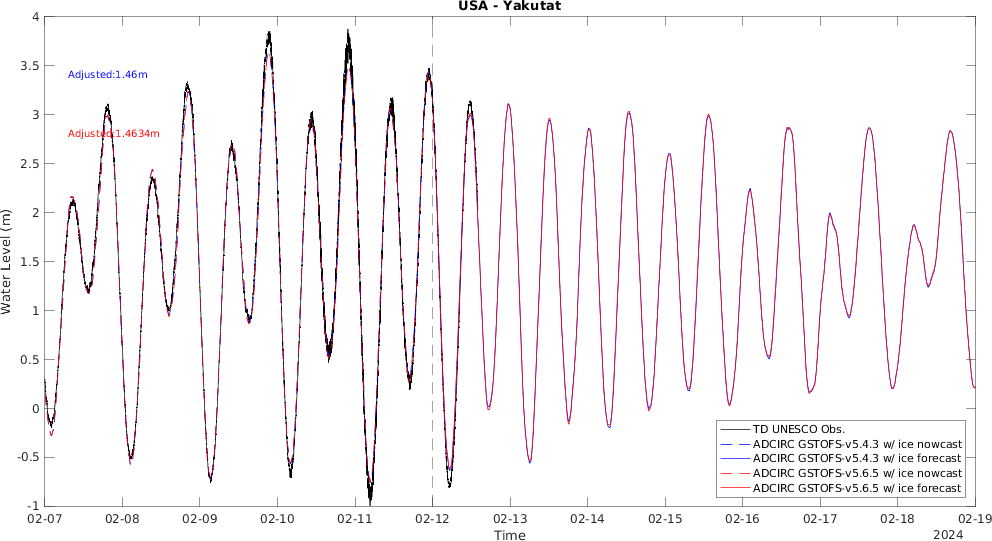 USA - Yakutat
4
3.5
3
2.5
2
1.5
1
0.5
0
-0.5
-1
Water Level (m)
Adjusted:1.46m
Adjusted:1.4634m
TD UNESCO Obs.
ADCIRC GSTOFS-v5.4.3 w/ ice nowcast
ADCIRC GSTOFS-v5.4.3 w/ ice forecast
ADCIRC GSTOFS-v5.6.5 w/ ice nowcast
ADCIRC GSTOFS-v5.6.5 w/ ice forecast
02-07 02-08 02-09 02-10 02-11 02-12 02-13 02-14 02-15 02-16 02-17 02-18 02-19
Time
2024